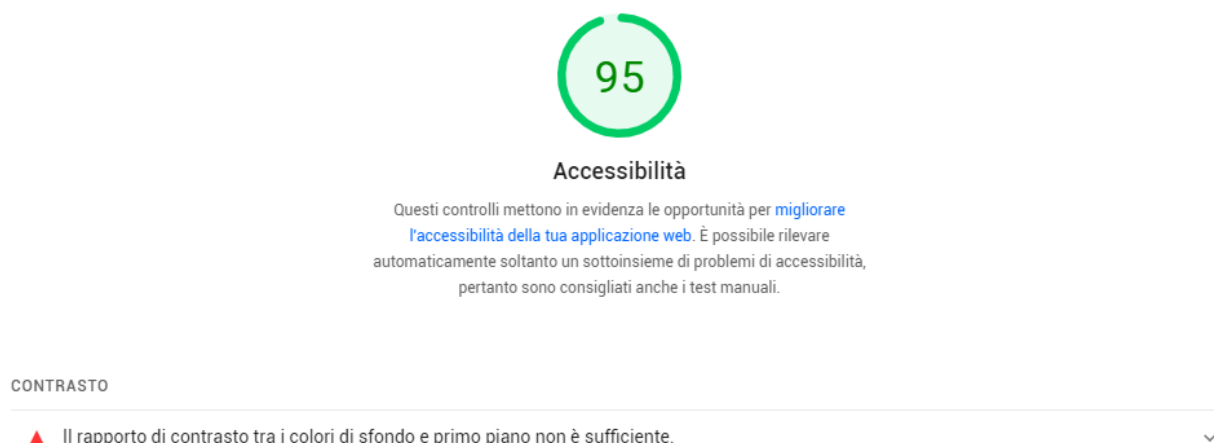 95
Accessibilità
Questi controlli mettono in evidenza le opportunità per migliorare
l'accessibilità della tua applicazione web. È possibile rilevare
automaticamente soltanto un sottoinsieme di problemi di accessibilità,
pertanto sono consigliati anche i test manuali.
CONTRASTO
Il rapporto di contrasto tra i colori di sfondo e primo piano non è sufficiente.